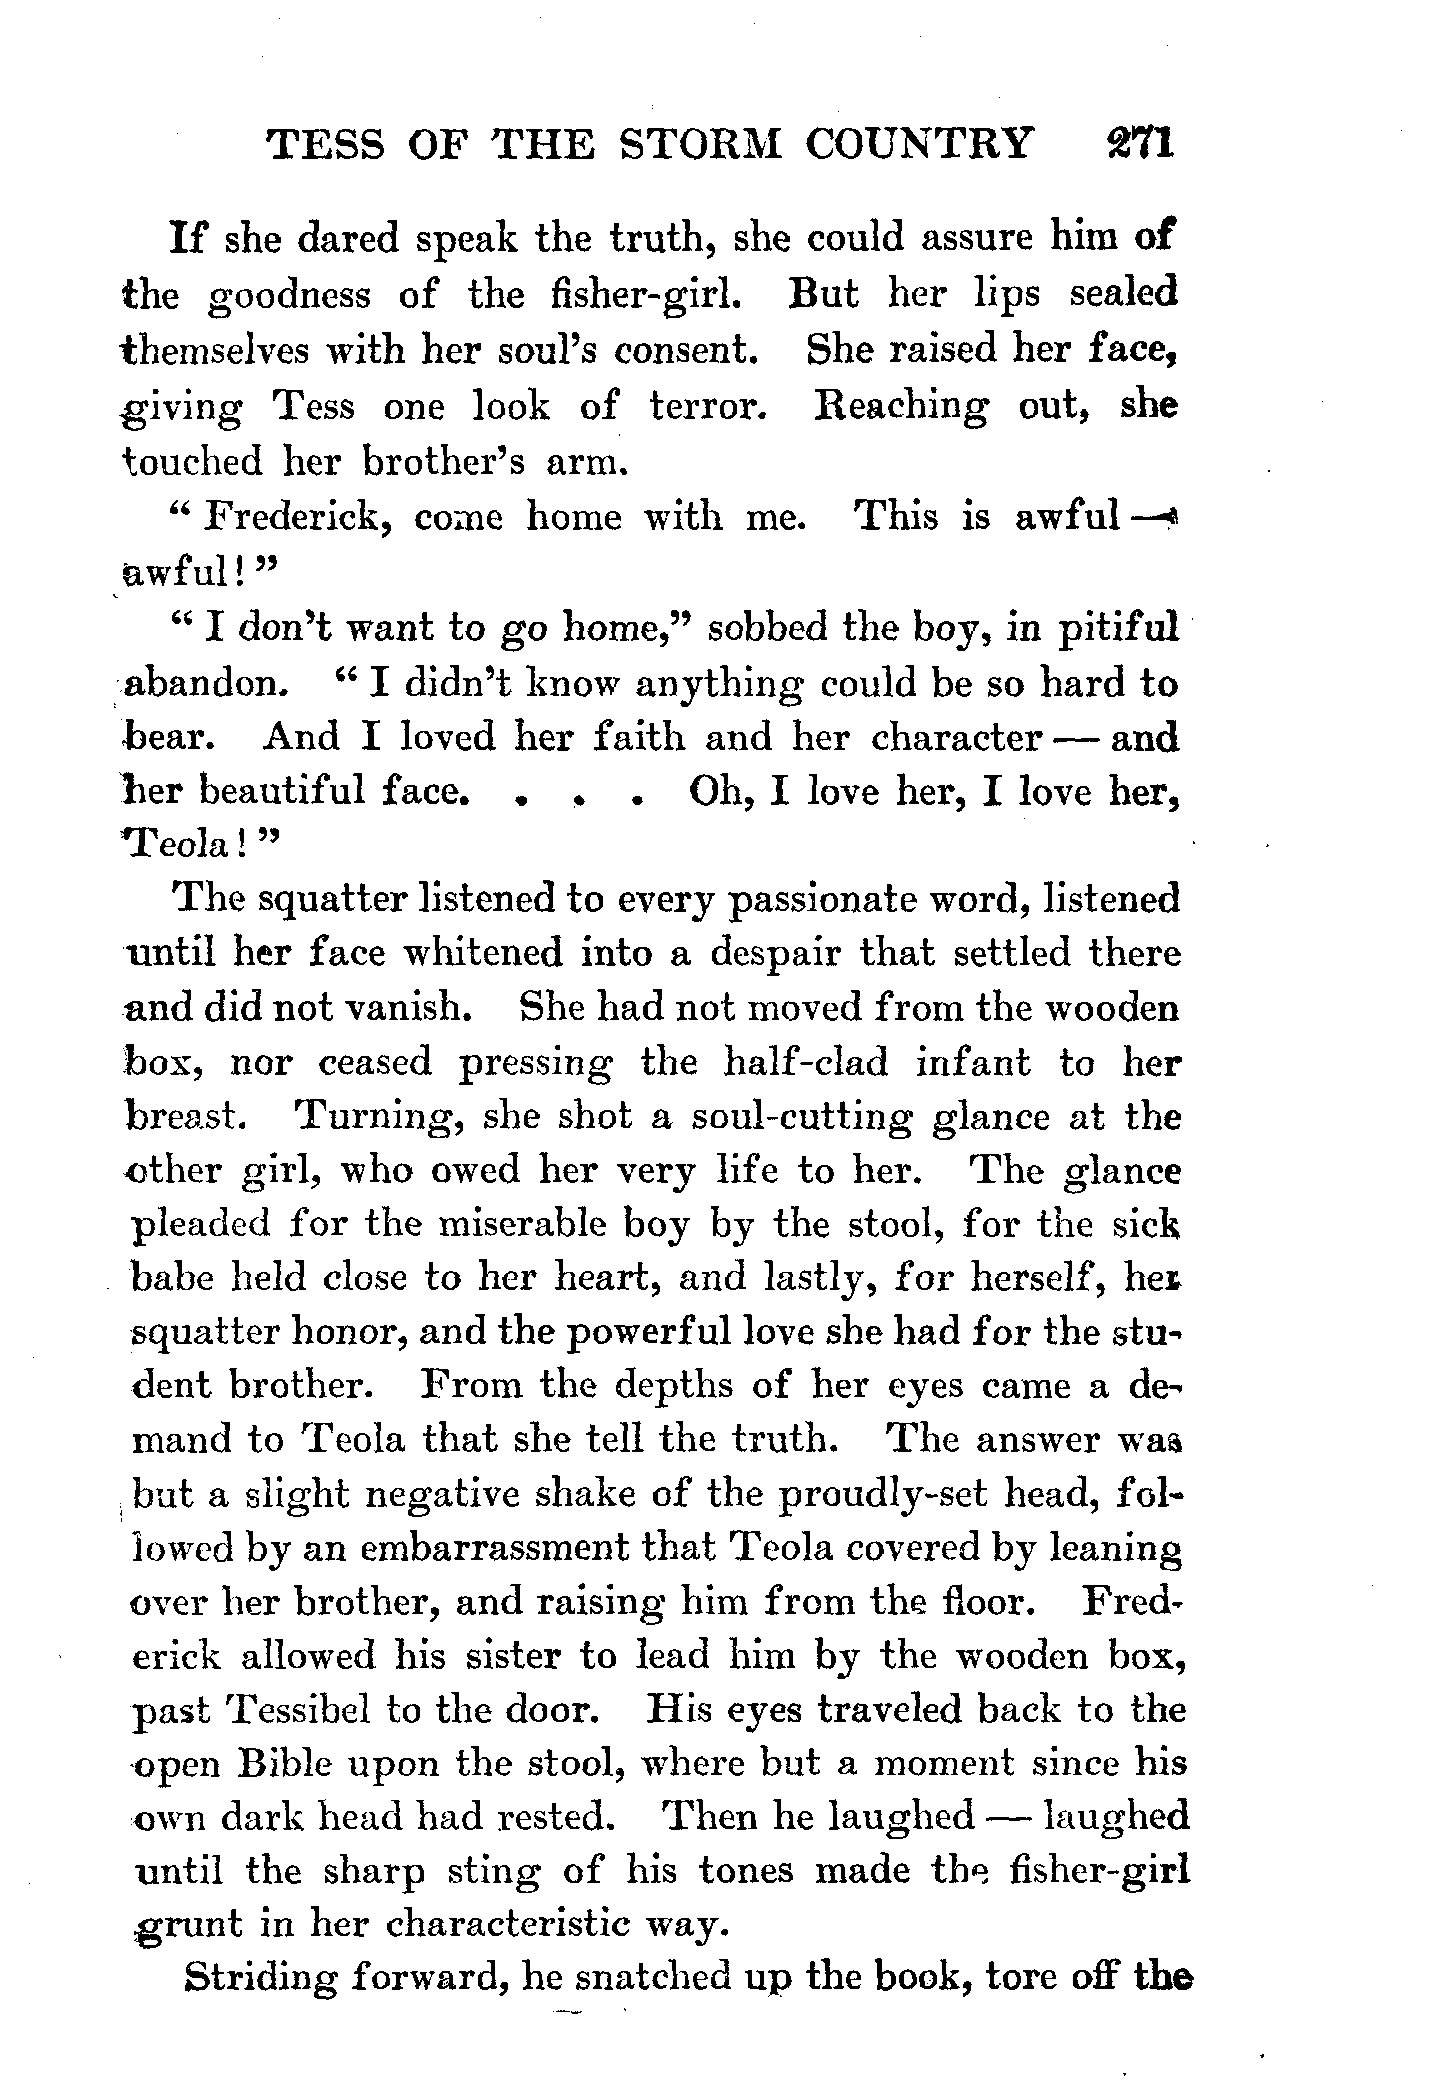 TESS OF THE STORM COUNTRY 271
If she dared speak the truth, she could assure him of
the goodness of the fisher-girl. But her lips sealed
themselves with her soul's consent. She raised her face,
giving Tess one look of terror. Reaching out, she
touched her brother's arm.
" Frederick, come home with me. This is awful —
awful! "
" I don't want to go home," sobbed the boy, in pitiful
abandon. " I didn't know anything could be so hard to
bear. And I loved her faith and her character — and
her beautiful face. . . . Oh, I love her, I love her,
Teola! "
The squatter listened to every passionate word, listened
until her face whitened into a despair that settled there
and did not vanish. She had not moved from the wooden
box, nor ceased pressing the half-clad infant to her
breast. Turning, she shot a soul-cutting glance at the
other girl, who owed her very life to her. The glance
pleaded for the miserable boy by the stool, for the sick
babe held close to her heart, and lastly, for herself, her
squatter honor, and the powerful love she had for the stu-
dent brother. From the depths of her eyes came a de-
mand to Teola that she tell the truth. The answer was
but a slight negative shake of the proudly-set head, fol-
lowed by an embarrassment that Teola covered by leaning
over her brother, and raising him from the floor. Fred-
erick allowed his sister to lead him by the wooden box,
past Tessibel to the door. His eyes traveled back to the
open Bible upon the stool, where but a moment since his
own dark head had rested. Then he laughed — laughed
until the sharp sting of his tones made the fisher-girl
grunt in her characteristic way.
Striding forward, he snatched up the book, tore off the